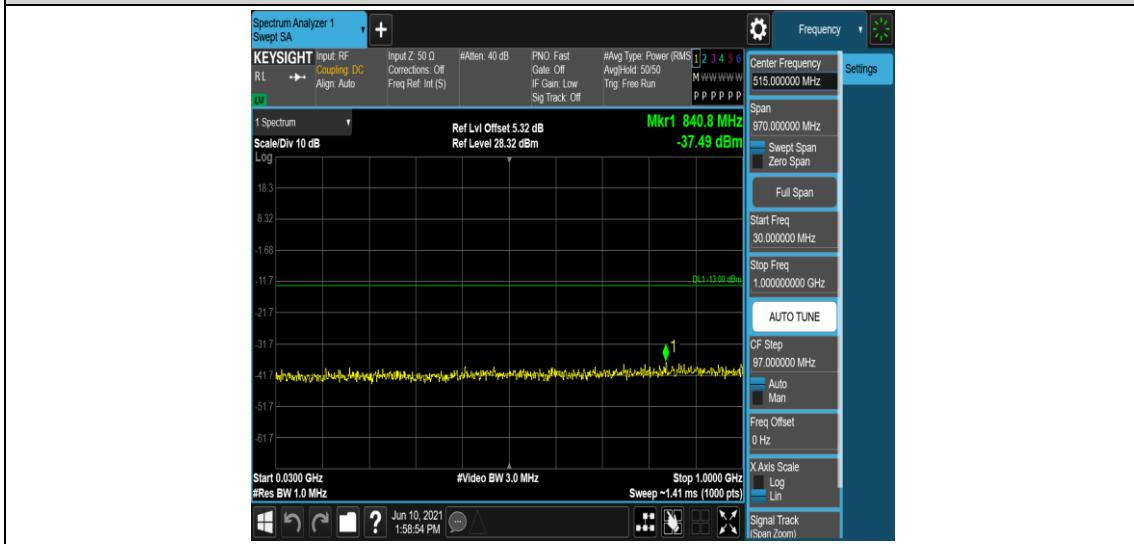 Spectrum Analyzer 1
Swept SA
+
Frequency
KEYSIGHT
RL
LNI
Input: RF
Coupling: DC
Align: Auto
Input Z: 50 Ω
Corrections: Off
Freq Ref: Int (S)
#Atten: 40 dB
PNO: Fast
Gate: Off
IF Gain: Low
Sig Track: Off
#Avg Type: Power (RMS
Avg|Hold: 50/50
Trig: Free Run
1 2 3 4 5 6
M W W W W W
P P P P P P
1 Spectrum
Scale/Div 10 dB
Ref Lvl Offset 5.32 dB
Ref Level 28.32 dBm
Mkr1 840.8 MHz
-37.49 dBm
Log
18.3
8.32
-1.68
-11.7
-21.7
-31.7
-41.7
-51.7
-61.7
DL1 -13.00 dBm
1
Start 0.0300 GHz
#Res BW 1.0 MHz
#Video BW 3.0 MHz
Stop 1.0000 GHz
Sweep ~1.41 ms (1000 pts)
Center Frequency
515.000000 MHz
Settings
Span
970.000000 MHz
Swept Span
Zero Span
Full Span
Start Freq
30.000000 MHz
Stop Freq
1.000000000 GHz
AUTO TUNE
CF Step
97.000000 MHz
Auto
Man
Freq Offset
0 Hz
X Axis Scale
Log
Lin
Signal Track
(Span Zoom)
?
Jun 10, 2021
1:58:54 PM